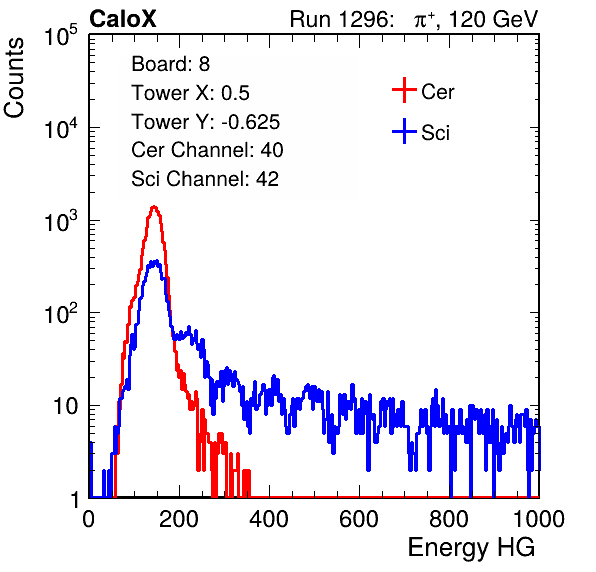 CaloX Run 1296: π⁺, 120 GeV
Counts
10⁵
10⁴
10³
10²
10
1
Board: 8
Tower X: 0.5
Tower Y: -0.625
Cer Channel: 40
Sci Channel: 42
Cer
Sci
0 200 400 600 800 1000
Energy HG